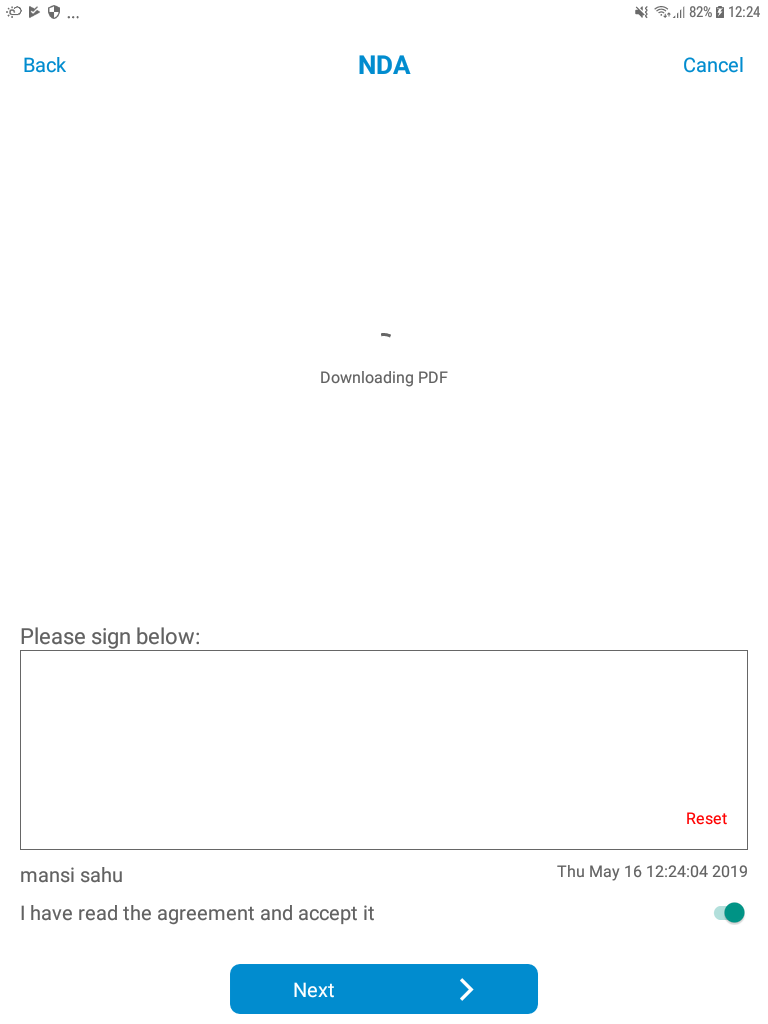 ... 82% 12:24
Back NDA Cancel
Downloading PDF
Please sign below:
Reset
mansi sahu Thu May 16 12:24:04 2019
I have read the agreement and accept it
Next